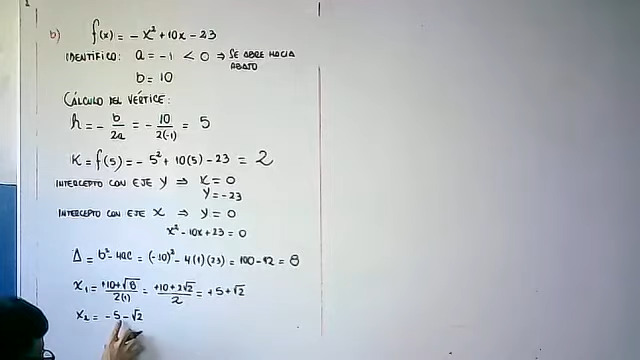 b) f(x) = - x² + 10x - 23
IDENTIFICO: a = -1 < 0 ⇒ SE ABRE HACIA ABAJO
b = 10
CÁLCULO DEL VÉRTICE:
h = - b/2a = - 10/2(-1) = 5
K = f(5) = - 5² + 10(5) - 23 = 2
INTERCEPTO CON EJE Y ⇒ X = 0
Y = -23
INTERCEPTO CON EJE X ⇒ Y = 0
x² - 10x + 23 = 0
Δ = b² - 4ac = (-10)² - 4(1)(23) = 100 - 92 = 8
X₁ = +10+√8/2(1) = +10+2√2/2 = +5+√2
X₂ = -5-√2